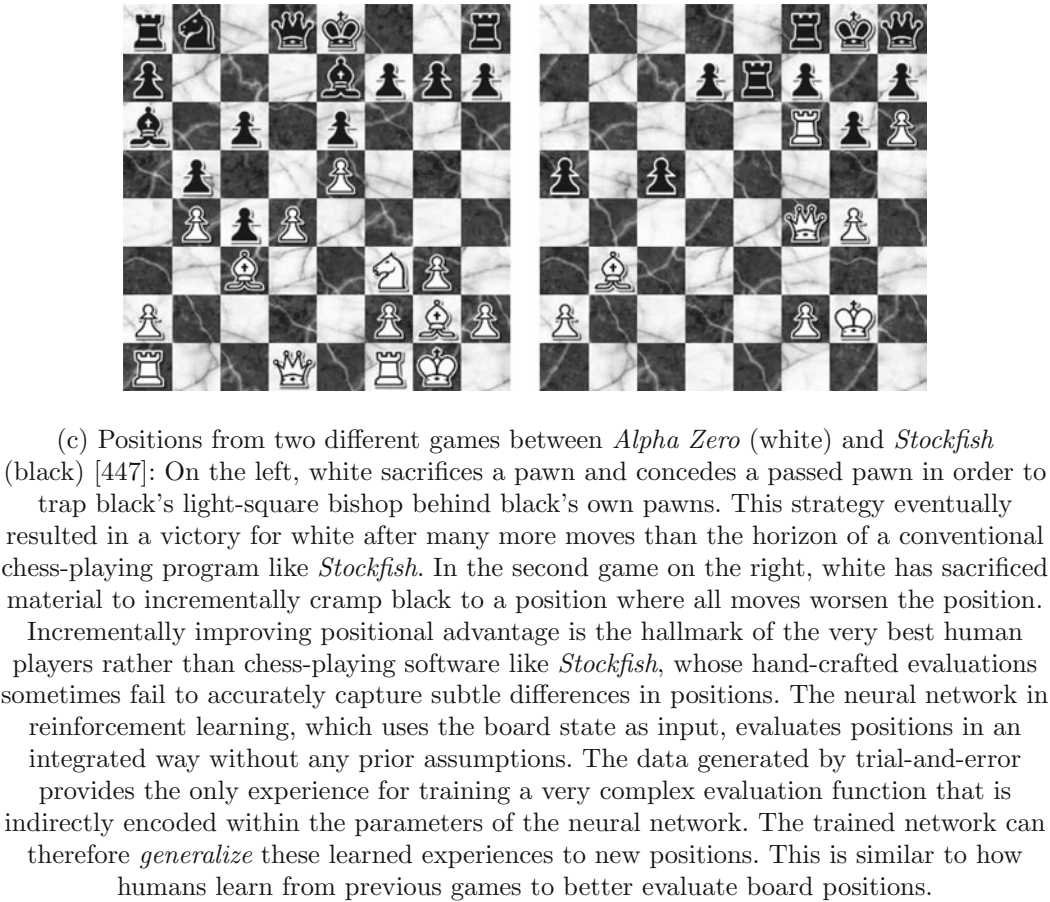 (c) Positions from two different games between Alpha Zero (white) and Stockfish
(black) [447]: On the left, white sacrifices a pawn and concedes a passed pawn in order to
trap black's light-square bishop behind black's own pawns. This strategy eventually
resulted in a victory for white after many more moves than the horizon of a conventional
chess-playing program like Stockfish. In the second game on the right, white has sacrificed
material to incrementally cramp black to a position where all moves worsen the position.
Incrementally improving positional advantage is the hallmark of the very best human
players rather than chess-playing software like Stockfish, whose hand-crafted evaluations
sometimes fail to accurately capture subtle differences in positions. The neural network in
reinforcement learning, which uses the board state as input, evaluates positions in an
integrated way without any prior assumptions. The data generated by trial-and-error
provides the only experience for training a very complex evaluation function that is
indirectly encoded within the parameters of the neural network. The trained network can
therefore generalize these learned experiences to new positions. This is similar to how
humans learn from previous games to better evaluate board positions.